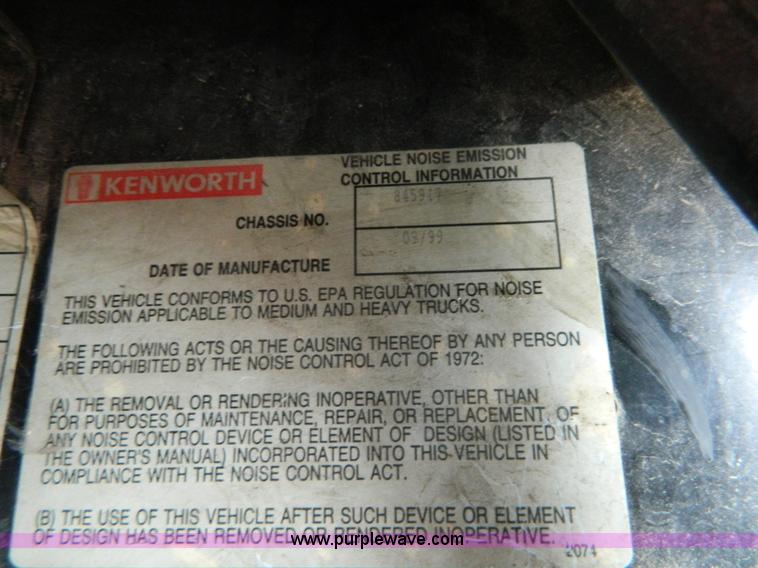 KENWORTH
VEHICLE NOISE EMISSION
CONTROL INFORMATION
CHASSIS NO.
DATE OF MANUFACTURE 03/99
THIS VEHICLE CONFORMS TO U.S. EPA REGULATION FOR NOISE
EMISSION APPLICABLE TO MEDIUM AND HEAVY TRUCKS.
THE FOLLOWING ACTS OR THE CAUSING THEREOF BY ANY PERSON
ARE PROHIBITED BY THE NOISE CONTROL ACT OF 1972:
(A) THE REMOVAL OR RENDERING INOPERATIVE, OTHER THAN
FOR PURPOSES OF MAINTENANCE, REPAIR, OR REPLACEMENT, OF
ANY NOISE CONTROL DEVICE OR ELEMENT OF DESIGN (LISTED IN
THE OWNER'S MANUAL) INCORPORATED INTO THIS VEHICLE IN
COMPLIANCE WITH THE NOISE CONTROL ACT.
(B) THE USE OF THIS VEHICLE AFTER SUCH DEVICE OR ELEMENT
OF DESIGN HAS BEEN REMOVED OR RENDERED INOPERATIVE.
2074
www.purplewave.com